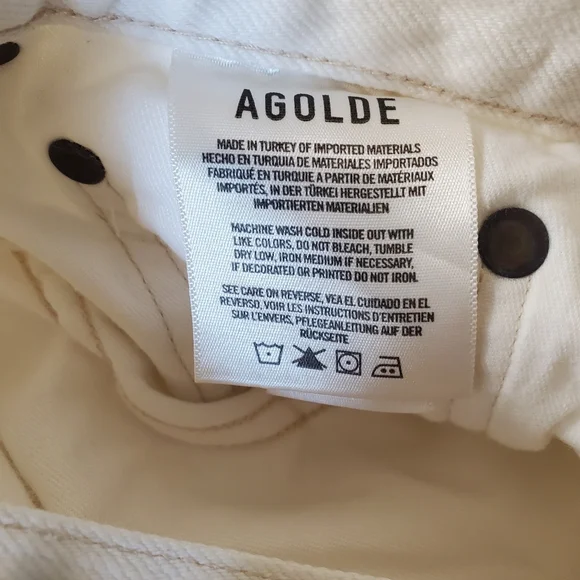 AGOLDE
MADE IN TURKEY OF IMPORTED MATERIALS
HECHO EN TURQUIA DE MATERIALES IMPORTADOS
FABRIQUÉ EN TURQUIE A PARTIR DE MATÉRIAUX
IMPORTÉS, IN DER TÜRKEI HERGESTELLT MIT
IMPORTIERTEN MATERIALIEN
MACHINE WASH COLD INSIDE OUT WITH
LIKE COLORS, DO NOT BLEACH, TUMBLE
DRY LOW, IRON MEDIUM IF NECESSARY,
IF DECORATED OR PRINTED DO NOT IRON.
SEE CARE ON REVERSE, VEA EL CUIDADO EN EL
REVERSO, VOIR LES INSTRUCTIONS D'ENTRETIEN
SUR L'ENVERS, PFLEGEANLEITUNG AUF DER
RÜCKSEITE